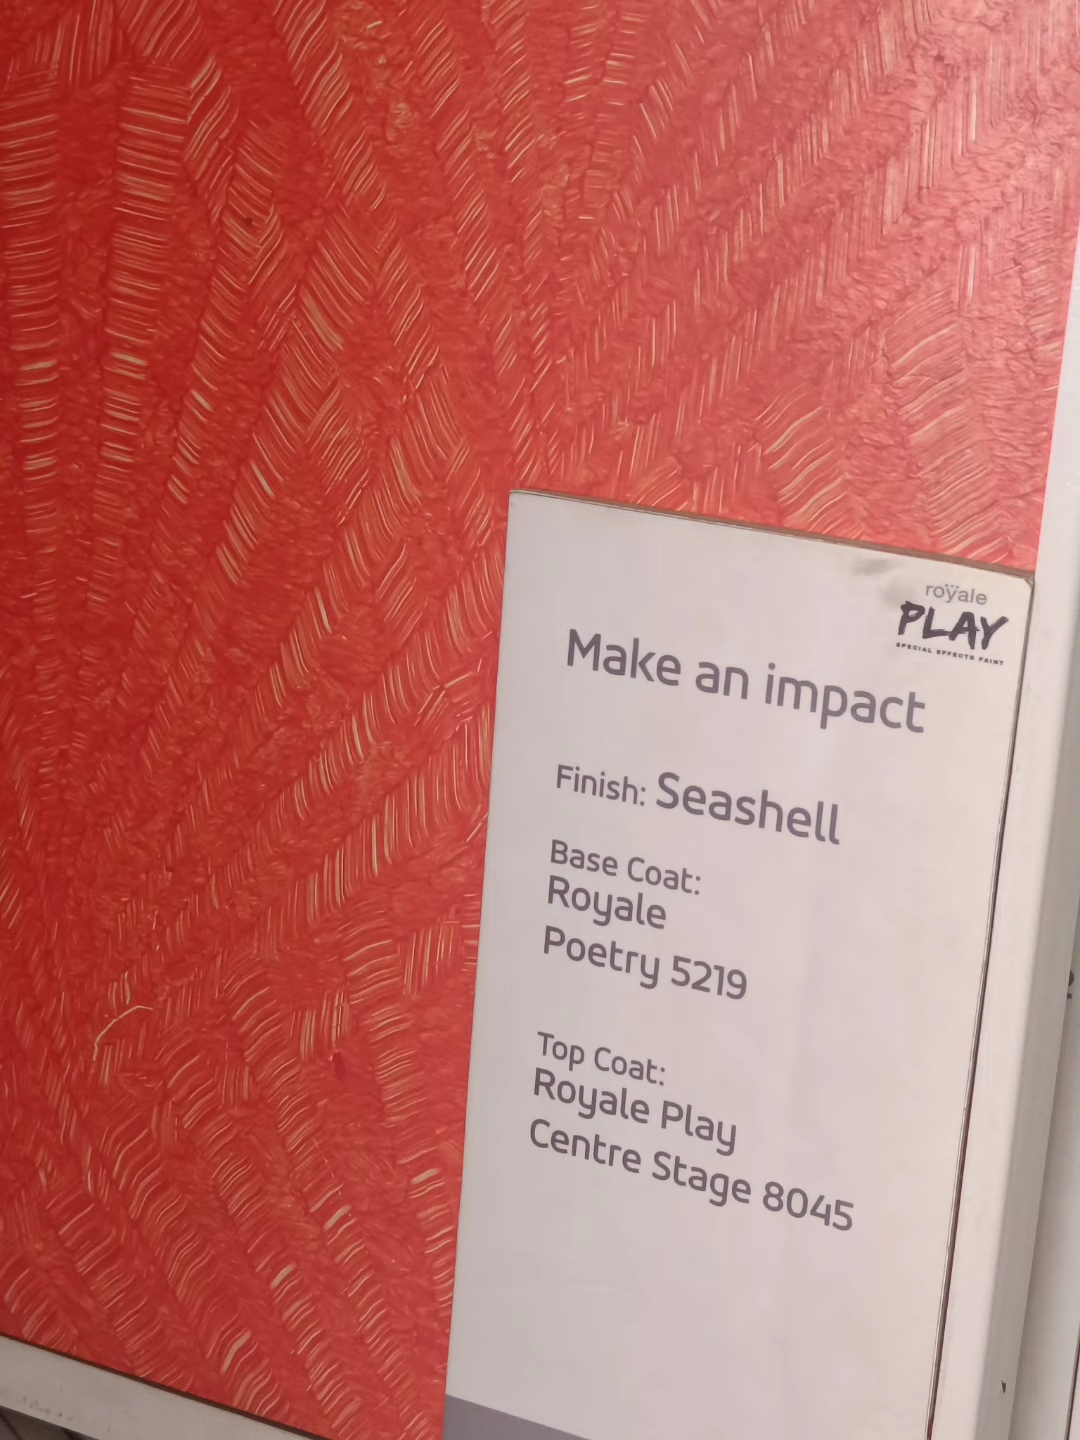 royale
PLAY
SPECIAL EFFECTS PAINT
Make an impact
Finish: Seashell
Base Coat:
Royale
Poetry 5219
Top Coat:
Royale Play
Centre Stage 8045